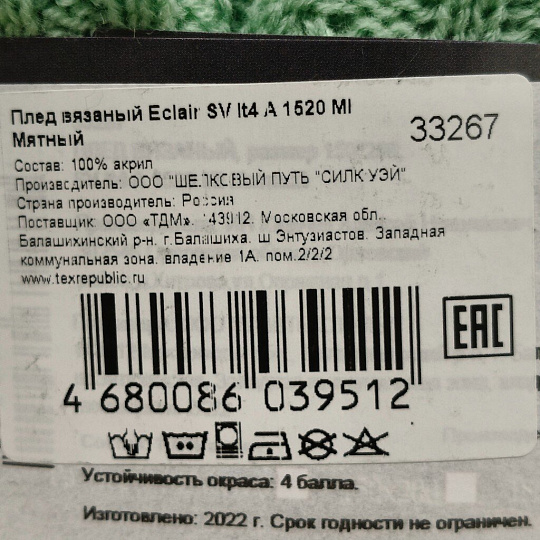 Плед вязаный Eclair SV lt4 A 1520 MI
Мятный
33267
Состав: 100% акрил
Производитель: ООО "ШЕЛКОВЫЙ ПУТЬ "СИЛК УЭЙ"
Страна производитель: Россия
Поставщик: ООО «ТДМ». 143912. Московская обл.,
Балашихинский р-н. г.Балашиха. ш Энтузиастов. Западная
коммунальная зона. владение 1А. пом.2/2/2
www.texrepublic.ru
EAC
4 680086 039512
Устойчивость окраса: 4 балла.
Изготовлено: 2022 г. Срок годности не ограничен.